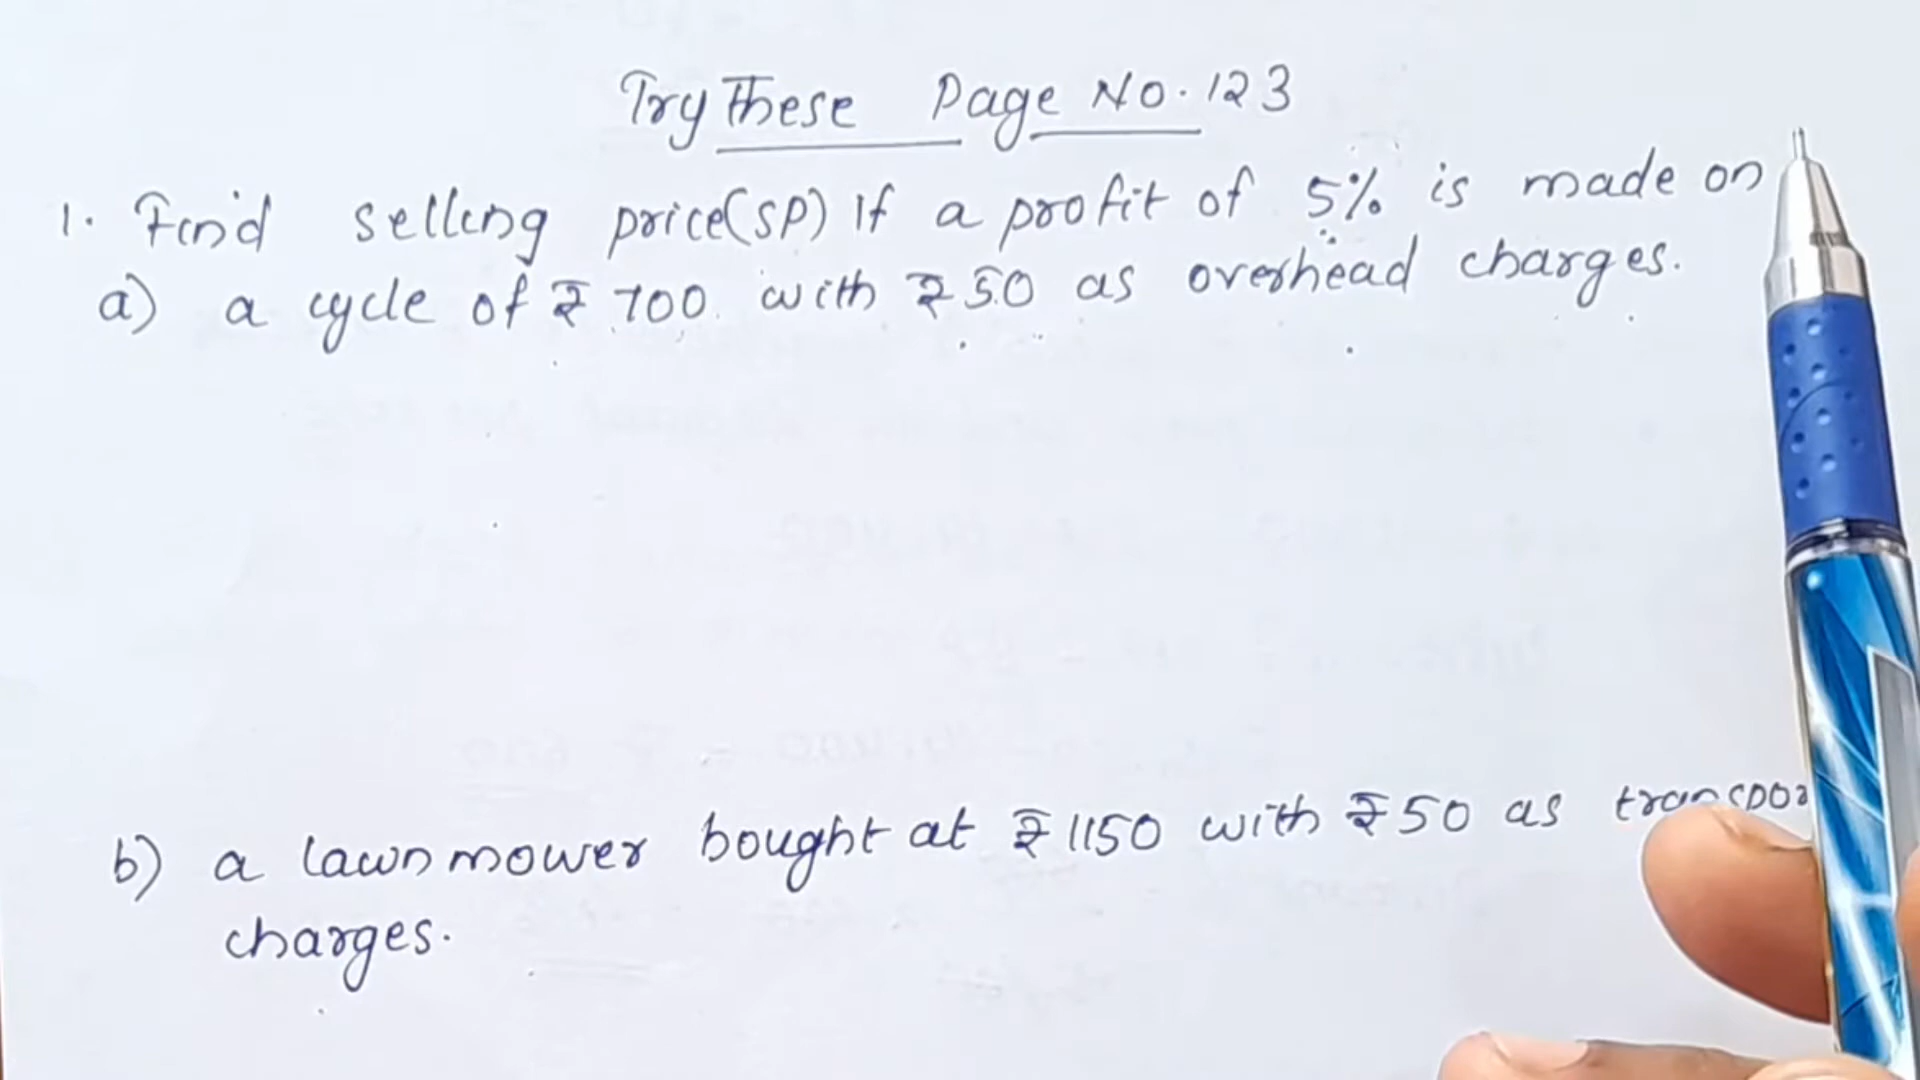 Try These Page No. 123
1. Find selling price(SP) If a profit of 5% is made on
a) a cycle of ₹ 700 with ₹50 as overhead charges.
b) a lawn mower bought at ₹1150 with ₹50 as
charges.